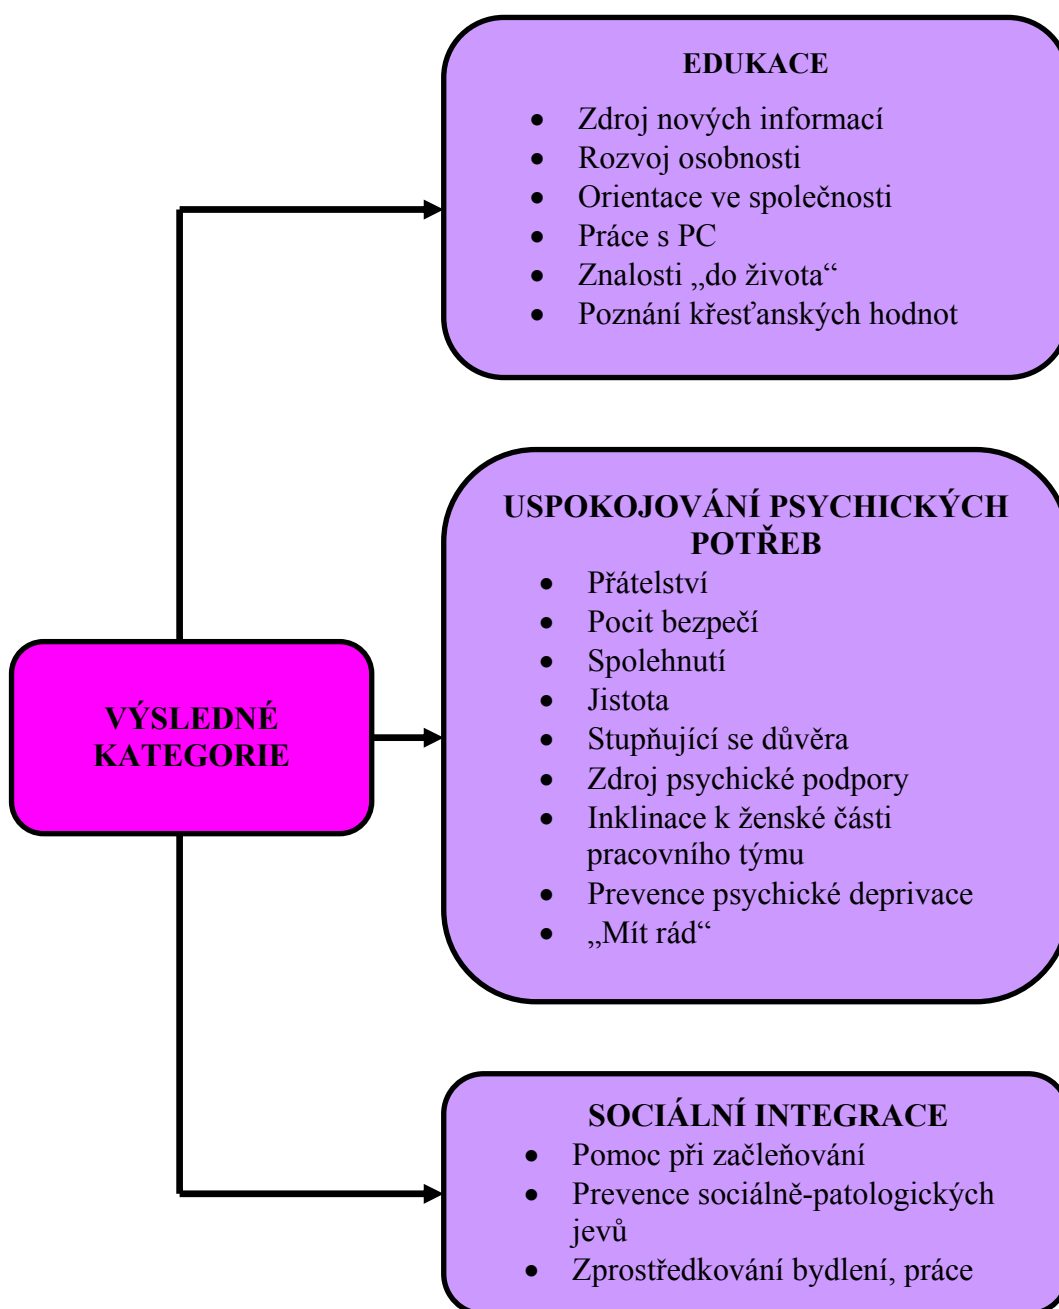 EDUKACE
• Zdroj nových informací
• Rozvoj osobnosti
• Orientace ve společnosti
• Práce s PC
• Znalosti „do života“
• Poznání křesťanských hodnot
USPOKOJOVÁNÍ PSYCHICKÝCH
POTŘEB
• Přátelství
• Pocit bezpečí
• Spolehnutí
• Jistota
• Stupňující se důvěra
• Zdroj psychické podpory
• Inklinace k ženské části
pracovního týmu
• Prevence psychické deprivace
• „Mít rád“
VÝSLEDNÉ
KATEGORIE
SOCIÁLNÍ INTEGRACE
• Pomoc při začleňování
• Prevence sociálně-patologických
jevů
• Zprostředkování bydlení, práce